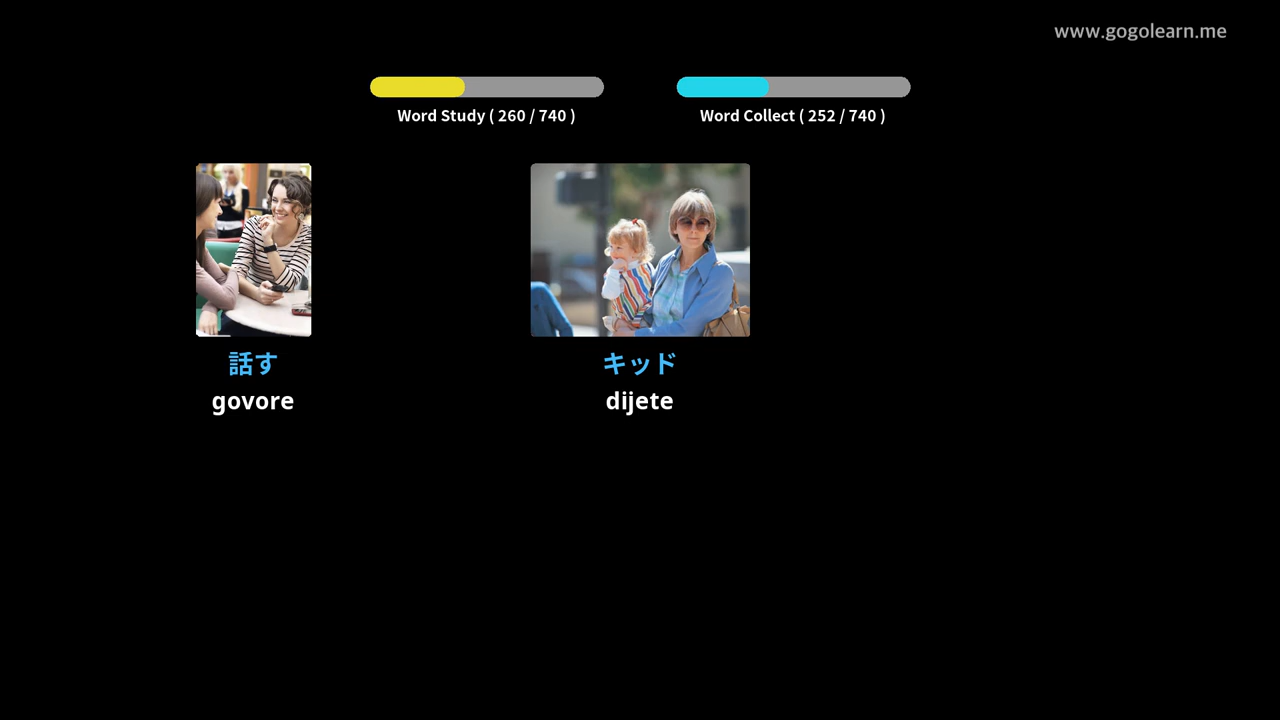 www.gogolearn.me
Word Study ( 260 / 740 )
Word Collect ( 252 / 740 )
話す
govore
キッド
dijete